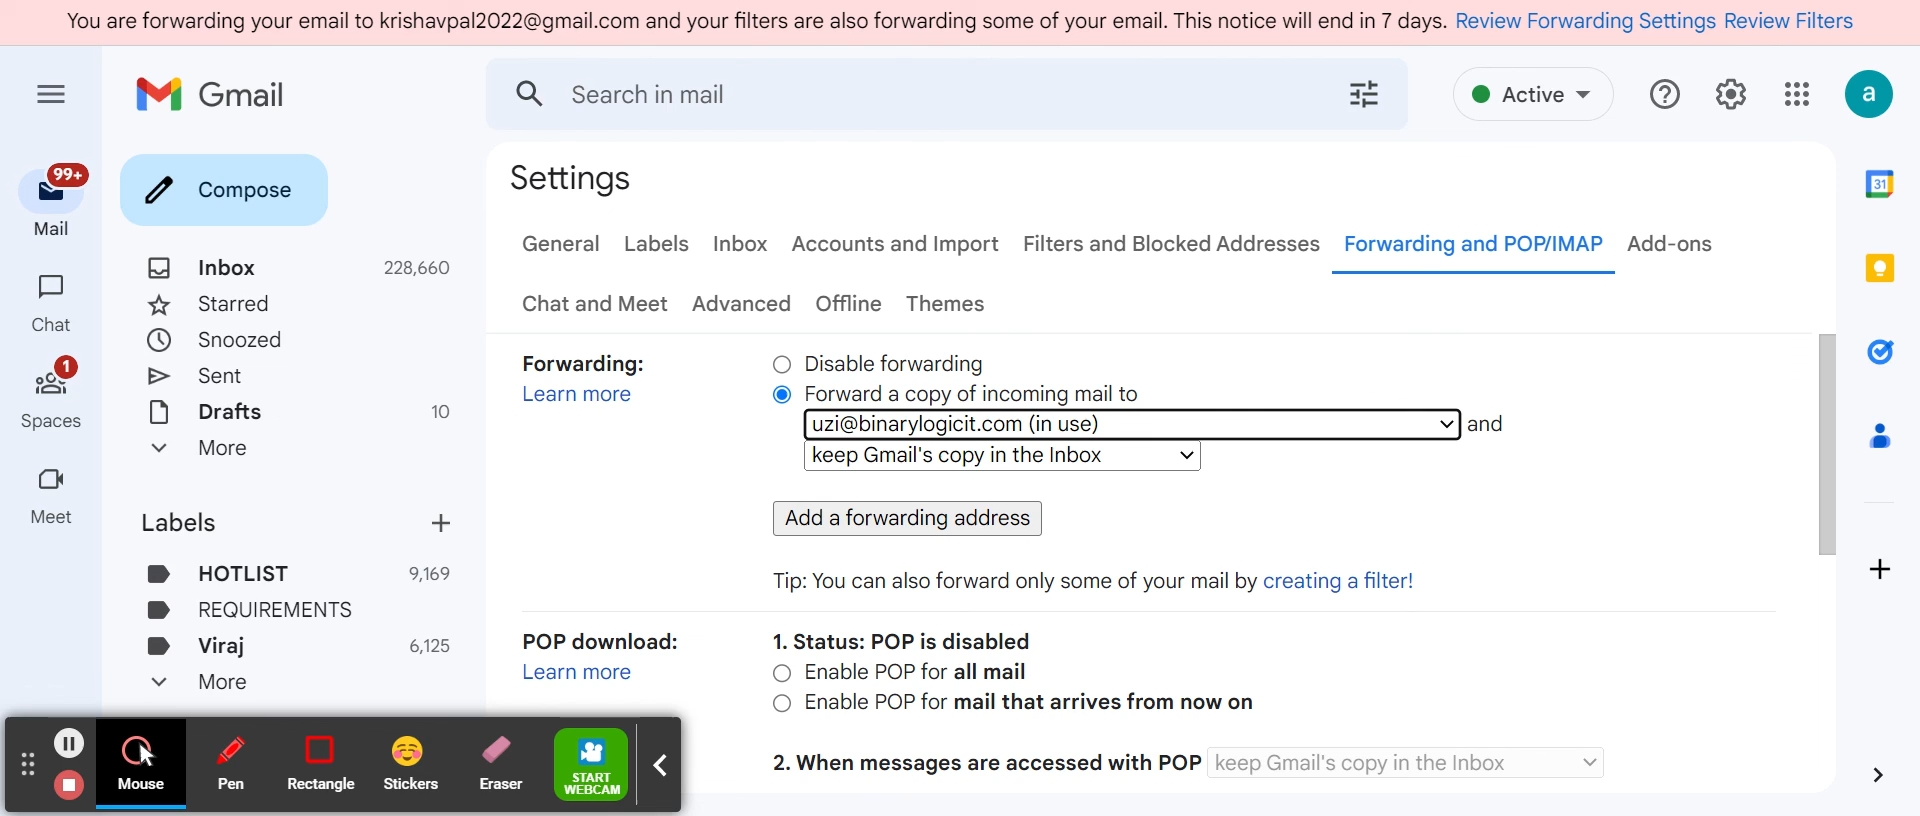 You are forwarding your email to krishavpal2022@gmail.com and your filters are also forwarding some of your email. This notice will end in 7 days. Review Forwarding Settings Review Filters
Gmail
Search in mail
Active
a
99+
Mail
Chat
1
Spaces
Meet
Compose
Inbox 228,660
Starred
Snoozed
Sent
Drafts 10
More
Labels
HOTLIST 9,169
REQUIREMENTS
Viraj 6,125
More
Settings
General Labels Inbox Accounts and Import Filters and Blocked Addresses Forwarding and POP/IMAP Add-ons
Chat and Meet Advanced Offline Themes
Forwarding:
Learn more
Disable forwarding
Forward a copy of incoming mail to
uzi@binarylogicit.com (in use) and
keep Gmail's copy in the Inbox
Add a forwarding address
Tip: You can also forward only some of your mail by creating a filter!
POP download:
Learn more
1. Status: POP is disabled
Enable POP for all mail
Enable POP for mail that arrives from now on
2. When messages are accessed with POP keep Gmail's copy in the Inbox
31
Mouse
Pen
Rectangle
Stickers
Eraser
START
WEBCAM